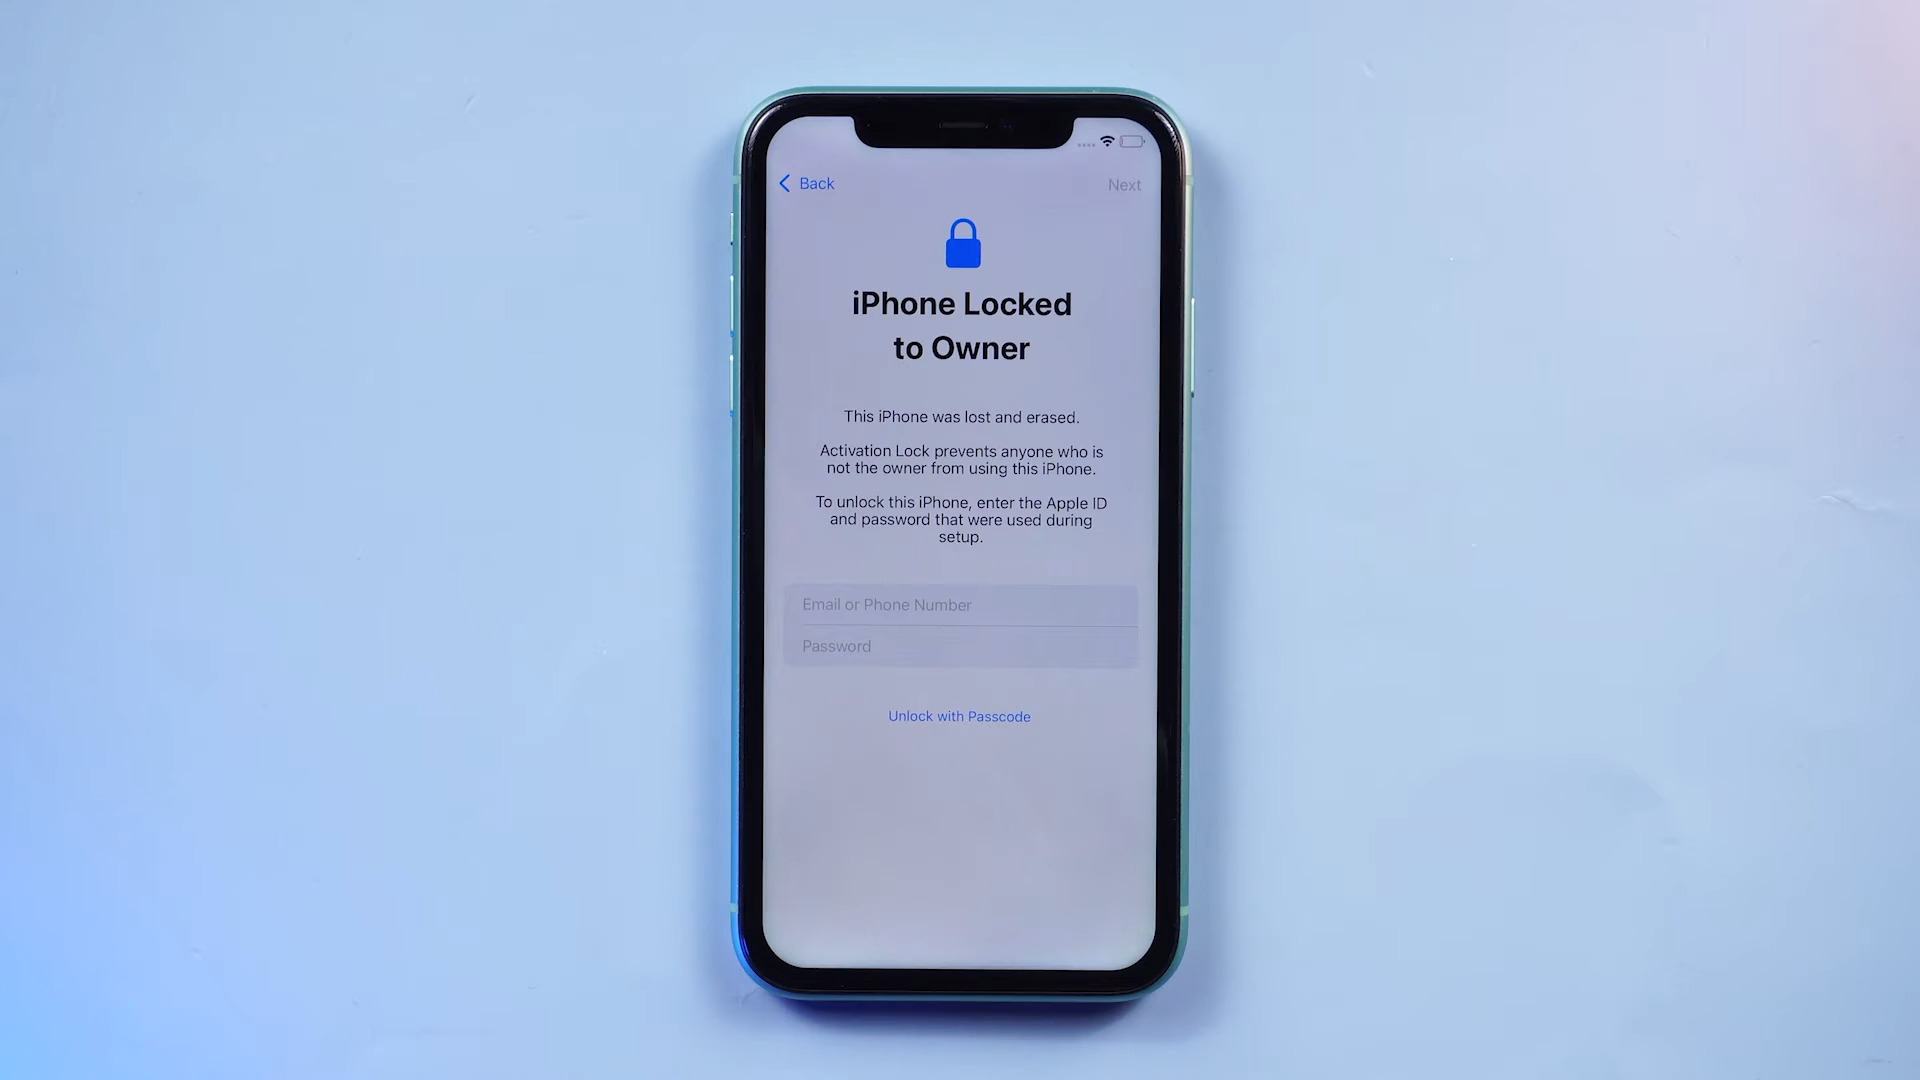 Back
Next
iPhone Locked
to Owner
This iPhone was lost and erased.
Activation Lock prevents anyone who is
not the owner from using this iPhone.
To unlock this iPhone, enter the Apple ID
and password that were used during
setup.
Email or Phone Number
Password
Unlock with Passcode